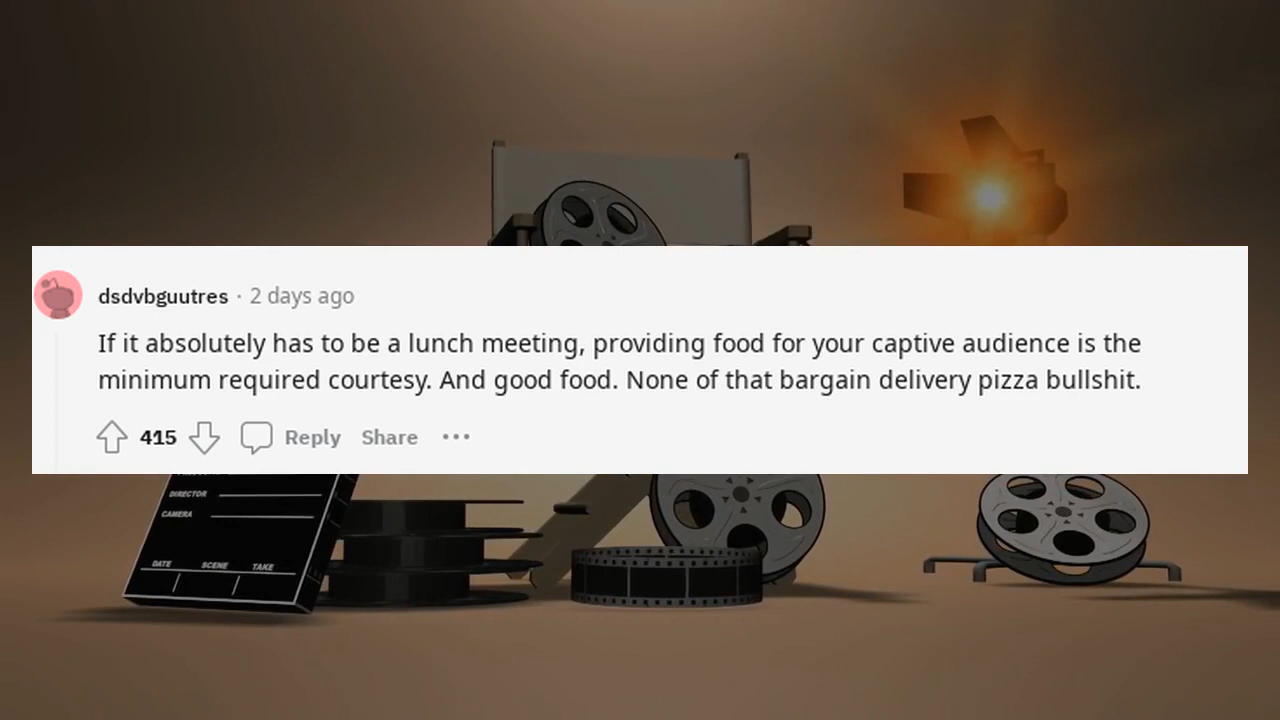 dsdvbguutres · 2 days ago
If it absolutely has to be a lunch meeting, providing food for your captive audience is the
minimum required courtesy. And good food. None of that bargain delivery pizza bullshit.
415 Reply Share ···
DIRECTOR
CAMERA
DATE SCENE TAKE